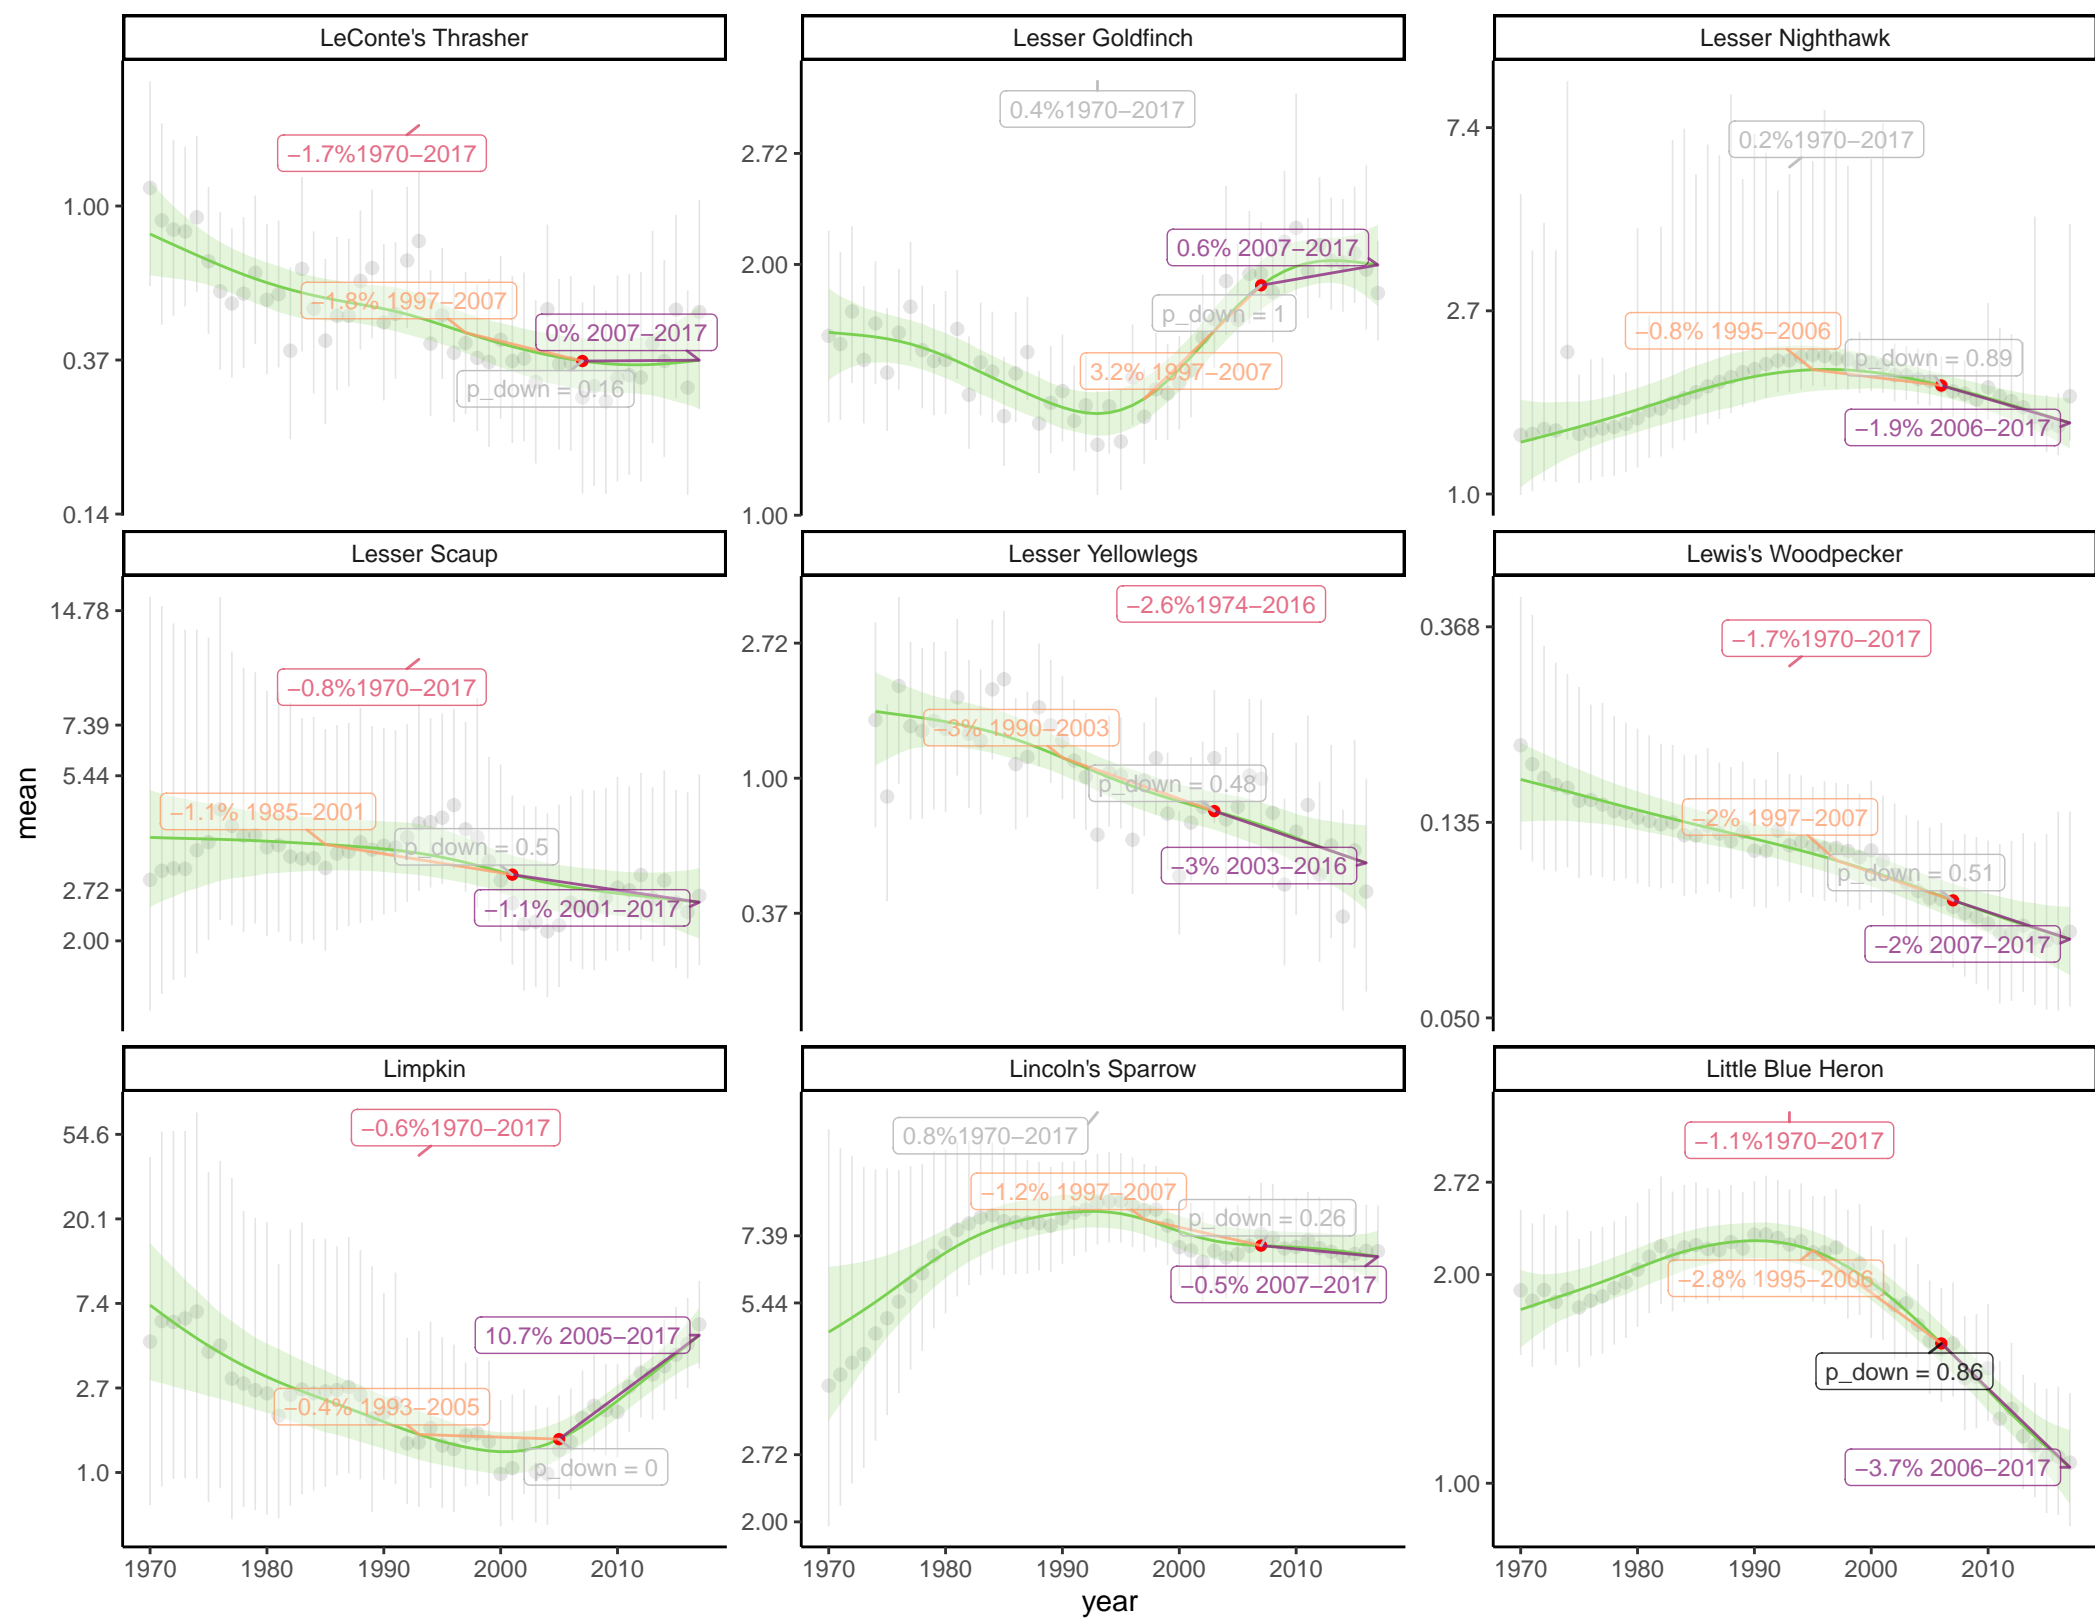 LeConte's Thrasher
Lesser Goldfinch
Lesser Nighthawk
−1.7%1970−2017
−1.8% 1997−2007
0% 2007−2017
p_down = 0.16
1.00
0.37
0.14
0.4%1970−2017
0.6% 2007−2017
p_down = 1
3.2% 1997−2007
2.72
2.00
1.00
0.2%1970−2017
−0.8% 1995−2006
p_down = 0.89
−1.9% 2006−2017
7.4
2.7
1.0
Lesser Scaup
Lesser Yellowlegs
Lewis's Woodpecker
−0.8%1970−2017
−1.1% 1985−2001
p_down = 0.5
−1.1% 2001−2017
14.78
7.39
5.44
2.72
2.00
−2.6%1974−2016
−3% 1990−2003
p_down = 0.48
−3% 2003−2016
2.72
1.00
0.37
−1.7%1970−2017
−2% 1997−2007
p_down = 0.51
−2% 2007−2017
0.368
0.135
0.050
Limpkin
Lincoln's Sparrow
Little Blue Heron
−0.6%1970−2017
10.7% 2005−2017
−0.4% 1993−2005
p_down = 0
54.6
20.1
7.4
2.7
1.0
0.8%1970−2017
−1.2% 1997−2007
p_down = 0.26
−0.5% 2007−2017
7.39
5.44
2.72
2.00
−1.1%1970−2017
−2.8% 1995−2006
p_down = 0.86
−3.7% 2006−2017
2.72
2.00
1.00
1970 1980 1990 2000 2010
1970 1980 1990 2000 2010
1970 1980 1990 2000 2010
mean
year